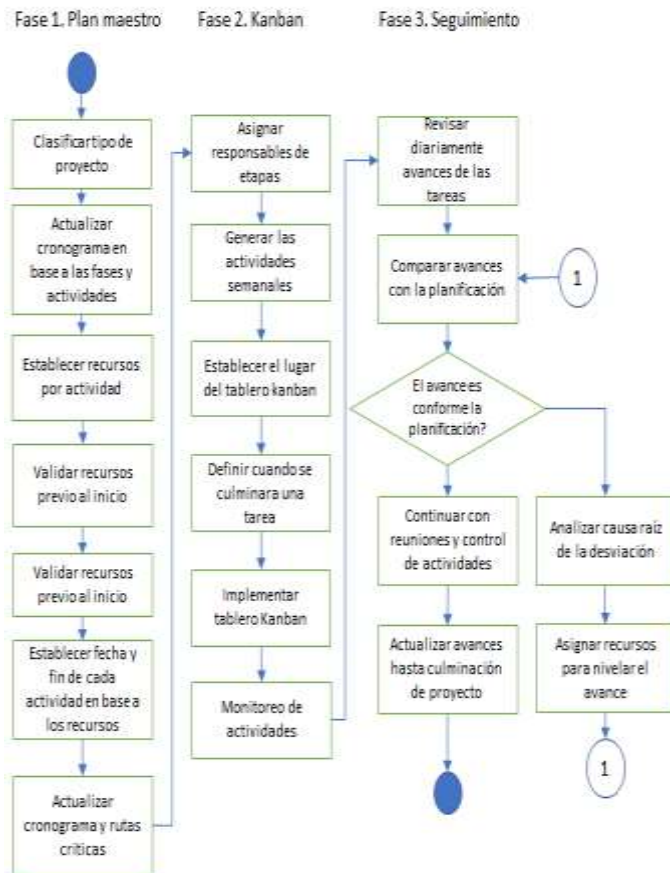 Fase 1. Plan maestro
Clasificar tipo de
proyecto
Actualizar
cronograma en
base a las fases y
actividades
Establecer recursos
por actividad
Validar recursos
previo al inicio
Validar recursos
previo al inicio
Establecer fecha y
fin de cada
actividad en base a
los recursos
Actualizar
cronograma y rutas
críticas
Fase 2. Kanban
Asignar
responsables de
etapas
Generar las
actividades
semanales
Establecer el lugar
del tablero kanban
Definir cuando se
culminara una
tarea
Implementar
tablero Kanban
Monitoreo de
actividades
Fase 3. Seguimiento
Revisar
diariamente
avances de las
tareas
Comparar avances
con la planificación
1
El avance es
conforme la
planificación?
Continuar con
reuniones y control
de actividades
Actualizar avances
hasta culminación
de proyecto
Analizar causa raíz
de la desviación
Asignar recursos
para nivelar el
avance
1